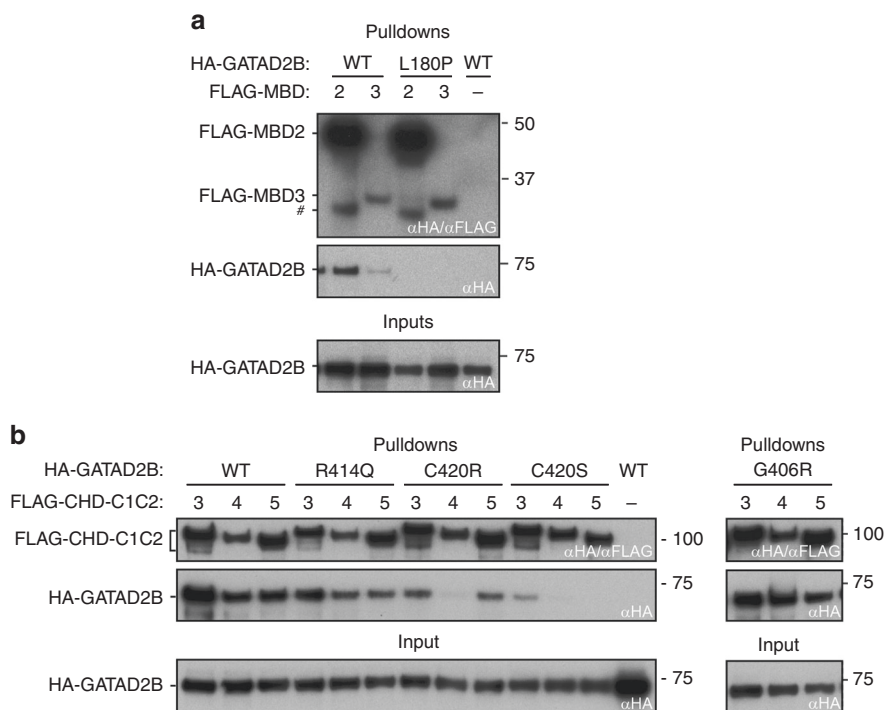 a
Pulldowns
HA-GATAD2B: WT L180P WT
FLAG-MBD: 2 3 2 3 –
FLAG-MBD2 - 50
- 37
FLAG-MBD3
#
αHA/αFLAG
HA-GATAD2B - 75
αHA
Inputs
HA-GATAD2B - 75
αHA
b
Pulldowns Pulldowns
HA-GATAD2B: WT R414Q C420R C420S WT G406R
FLAG-CHD-C1C2: 3 4 5 3 4 5 3 4 5 3 4 5 – 3 4 5
FLAG-CHD-C1C2 - 100 - 100
αHA/αFLAG αHA/αFLAG
HA-GATAD2B - 75 - 75
αHA αHA
Input Input
HA-GATAD2B - 75 - 75
αHA αHA